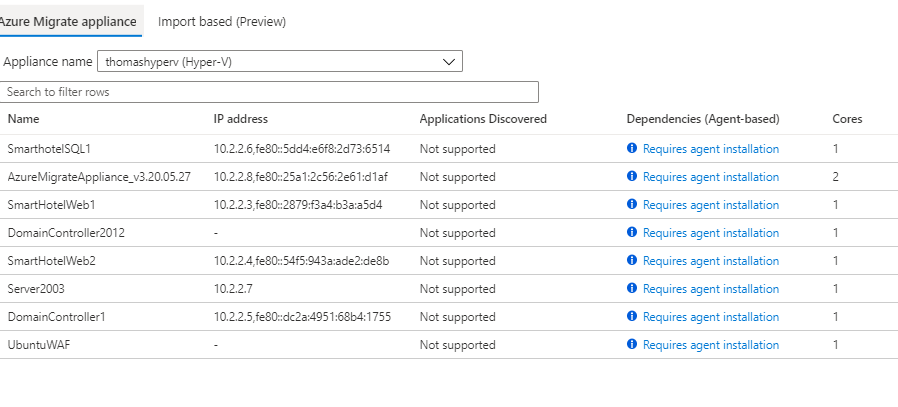 Azure Migrate appliance Import based (Preview)
Appliance name thomashyperv (Hyper-V)
Search to filter rows
Name IP address Applications Discovered Dependencies (Agent-based) Cores
SmarthotelSQL1 10.2.2.6,fe80::5dd4:e6f8:2d73:6514 Not supported Requires agent installation 1
AzureMigrateAppliance_v3.20.05.27 10.2.2.8,fe80::25a1:2c56:2e61:d1af Not supported Requires agent installation 2
SmartHotelWeb1 10.2.2.3,fe80::2879:f3a4:b3a:a5d4 Not supported Requires agent installation 1
DomainController2012 - Not supported Requires agent installation 1
SmartHotelWeb2 10.2.2.4,fe80::54f5:943a:ade2:de8b Not supported Requires agent installation 1
Server2003 10.2.2.7 Not supported Requires agent installation 1
DomainController1 10.2.2.5,fe80::dc2a:4951:68b4:1755 Not supported Requires agent installation 1
UbuntuWAF - Not supported Requires agent installation 1